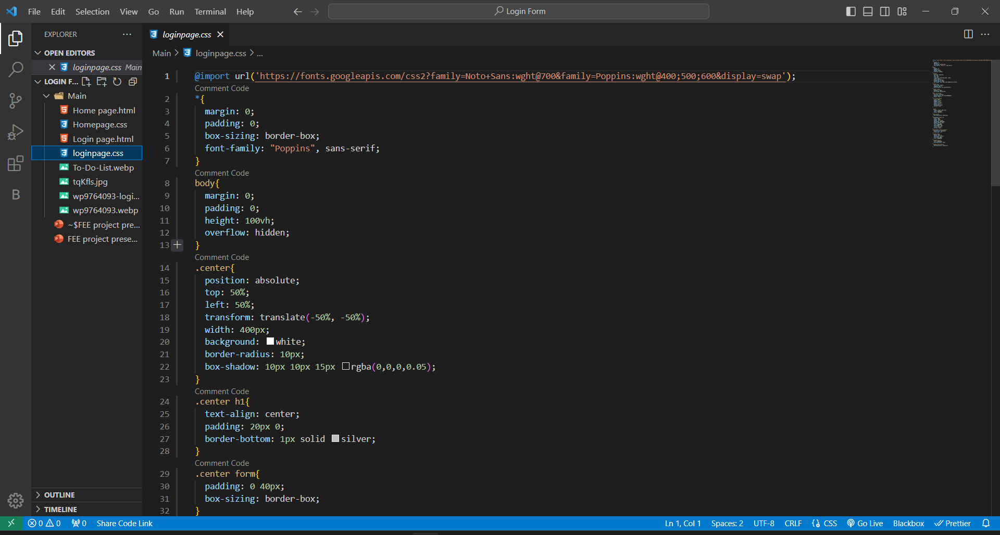 File Edit Selection View Go Run Terminal Help
Login Form
EXPLORER
OPEN EDITORS
loginpage.css Main
LOGIN F...
Main
Home page.html
Homepage.css
Login page.html
loginpage.css
To-Do-List.webp
tqKfls.jpg
wp9764093-logi...
wp9764093.webp
~$FEE project pre...
FEE project prese...
OUTLINE
TIMELINE
loginpage.css
Main > loginpage.css > ...
1 @import url('https://fonts.googleapis.com/css2?family=Noto+Sans:wght@700&family=Poppins:wght@400;500;600&display=swap');
Comment Code
2 *{
3 margin: 0;
4 padding: 0;
5 box-sizing: border-box;
6 font-family: "Poppins", sans-serif;
7 }
Comment Code
8 body{
9 margin: 0;
10 padding: 0;
11 height: 100vh;
12 overflow: hidden;
13 }
Comment Code
14 .center{
15 position: absolute;
16 top: 50%;
17 left: 50%;
18 transform: translate(-50%, -50%);
19 width: 400px;
20 background: white;
21 border-radius: 10px;
22 box-shadow: 10px 10px 15px rgba(0,0,0,0.05);
23 }
Comment Code
24 .center h1{
25 text-align: center;
26 padding: 20px 0;
27 border-bottom: 1px solid silver;
28 }
Comment Code
29 .center form{
30 padding: 0 40px;
31 box-sizing: border-box;
32 }
0 0 0 Share Code Link Ln 1, Col 1 Spaces: 2 UTF-8 CRLF CSS Go Live Blackbox Prettier